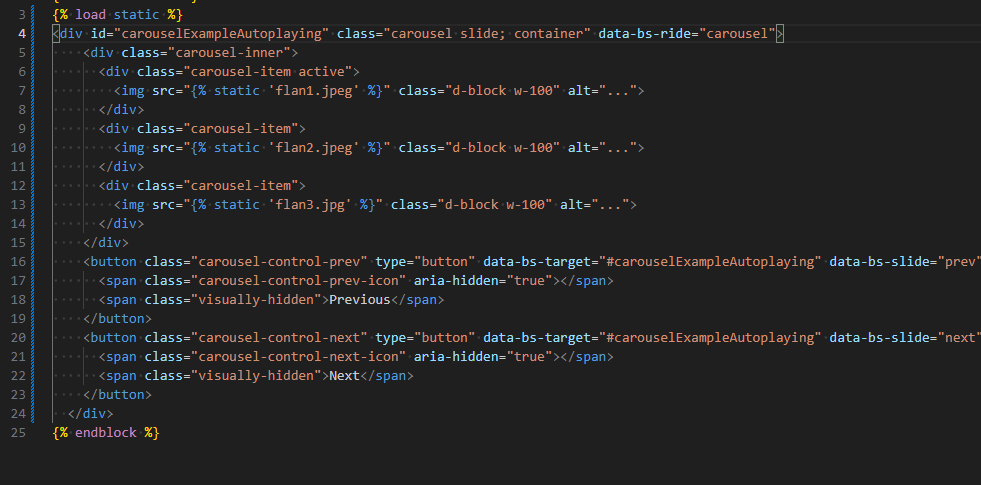 3 {% load static %}
4 <div id="carouselExampleAutoplaying" class="carousel slide; container" data-bs-ride="carousel">
5     <div class="carousel-inner">
6       <div class="carousel-item active">
7         <img src="{% static 'flan1.jpeg' %}" class="d-block w-100" alt="...">
8       </div>
9       <div class="carousel-item">
10         <img src="{% static 'flan2.jpeg' %}" class="d-block w-100" alt="...">
11       </div>
12       <div class="carousel-item">
13         <img src="{% static 'flan3.jpg' %}" class="d-block w-100" alt="...">
14       </div>
15     </div>
16     <button class="carousel-control-prev" type="button" data-bs-target="#carouselExampleAutoplaying" data-bs-slide="prev"
17       <span class="carousel-control-prev-icon" aria-hidden="true"></span>
18       <span class="visually-hidden">Previous</span>
19     </button>
20     <button class="carousel-control-next" type="button" data-bs-target="#carouselExampleAutoplaying" data-bs-slide="next"
21       <span class="carousel-control-next-icon" aria-hidden="true"></span>
22       <span class="visually-hidden">Next</span>
23     </button>
24   </div>
25 {% endblock %}